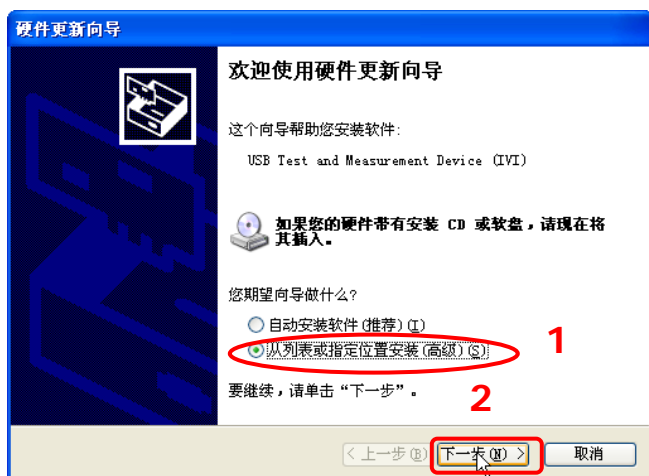 硬件更新向导
欢迎使用硬件更新向导
这个向导帮助您安装软件:
USB Test and Measurement Device (IVI)
如果您的硬件带有安装 CD 或软盘，请现在将
其插入。
您期望向导做什么?
自动安装软件(推荐)(I)
从列表或指定位置安装(高级)(S)
1
要继续，请单击“下一步”。
2
< 上一步(B) 下一步(N) > 取消